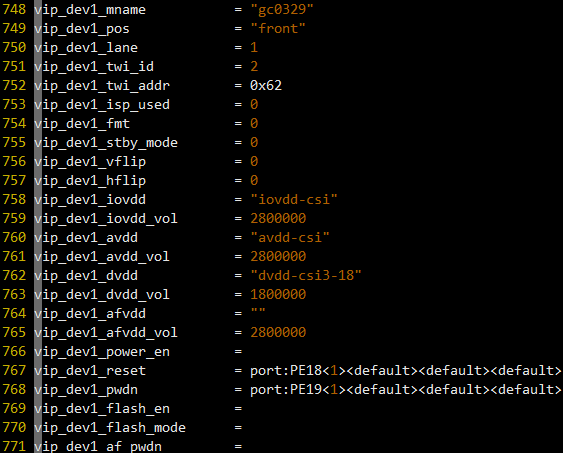 748 vip_dev1_mname = "gc0329"
749 vip_dev1_pos = "front"
750 vip_dev1_lane = 1
751 vip_dev1_twi_id = 2
752 vip_dev1_twi_addr = 0x62
753 vip_dev1_isp_used = 0
754 vip_dev1_fmt = 0
755 vip_dev1_stby_mode = 0
756 vip_dev1_vflip = 0
757 vip_dev1_hflip = 0
758 vip_dev1_iovdd = "iovdd-csi"
759 vip_dev1_iovdd_vol = 2800000
760 vip_dev1_avdd = "avdd-csi"
761 vip_dev1_avdd_vol = 2800000
762 vip_dev1_dvdd = "dvdd-csi3-18"
763 vip_dev1_dvdd_vol = 1800000
764 vip_dev1_afvdd = ""
765 vip_dev1_afvdd_vol = 2800000
766 vip_dev1_power_en =
767 vip_dev1_reset = port:PE18<1><default><default><default>
768 vip_dev1_pwdn = port:PE19<1><default><default><default>
769 vip_dev1_flash_en =
770 vip_dev1_flash_mode =
771 vip_dev1_af_pwdn =